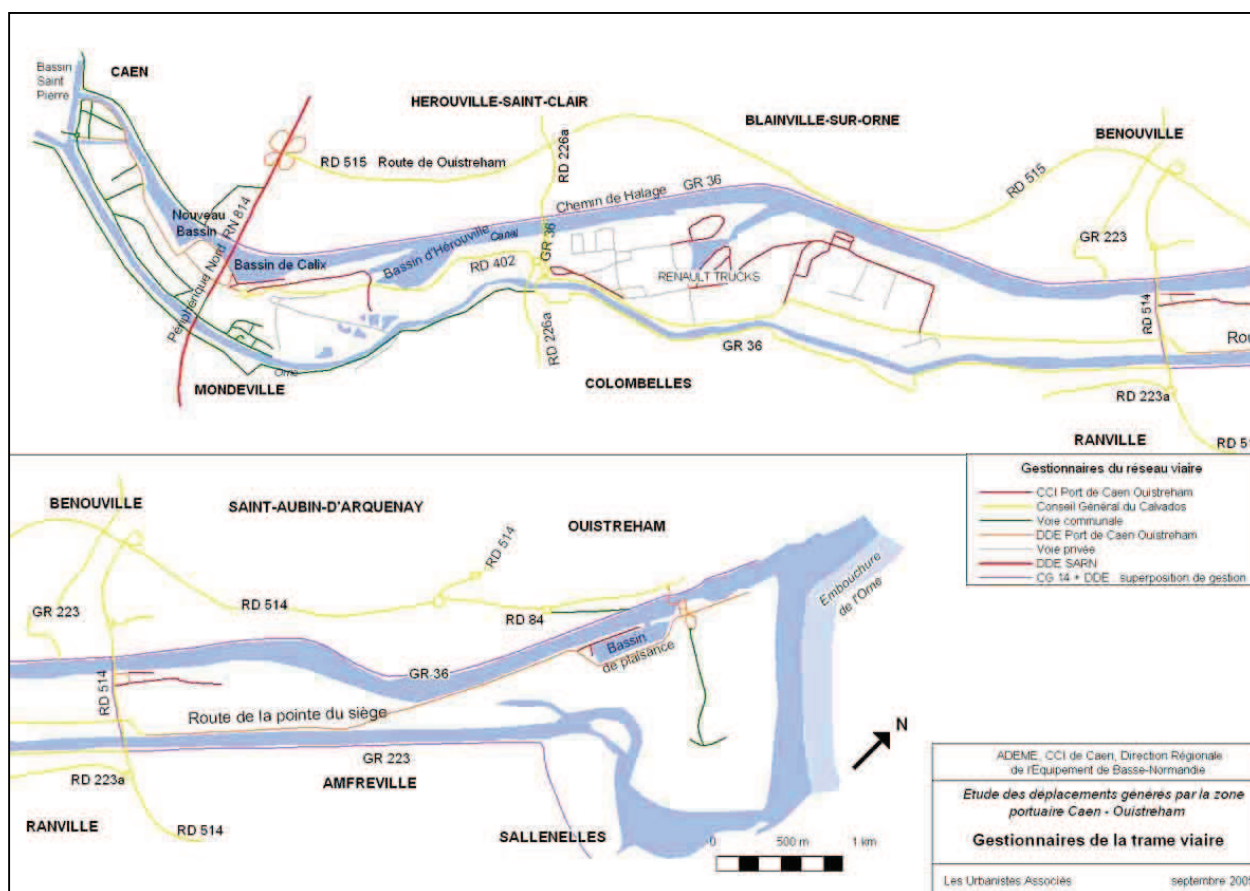 Bassin
Saint
Pierre
CAEN
HEROUVILLE-SAINT-CLAIR
BLAINVILLE-SUR-ORNE
BENOUVILLE
RD 515 Route de Ouistreham
RD 226a
RD 515
Chemin de Halage GR 36
Nouveau
Bassin
Périphérique Nord RN 814
Bassin d'Hérouville
Canal
GR 36
GR 223
Bassin de Calix
RD 402
RENAULT TRUCKS
RD 514
Rou
RD 226a
GR 36
Orne
MONDEVILLE
COLOMBELLES
RD 223a
RANVILLE
RD 51
Gestionnaires du réseau viaire
CCI Port de Caen Ouistreham
Conseil Général du Calvados
Voie communale
DDE Port de Caen Ouistreham
Voie privée
DDE SARN
CG 14 + DDE : superposition de gestion
BENOUVILLE
SAINT-AUBIN-D'ARQUENAY
OUISTREHAM
RD 514
Embouchure
de l'Orne
GR 223
RD 514
RD 84
Bassin
de plaisance
GR 36
RD 514
Route de la pointe du siège
GR 223
N
RD 223a
AMFREVILLE
RANVILLE
RD 514
SALLENELLES
0 500 m 1 km
ADEME, CCI de Caen, Direction Régionale
de l'Equipement de Basse-Normandie
Etude des déplacements générés par la zone
portuaire Caen - Ouistreham
Gestionnaires de la trame viaire
Les Urbanistes Associés septembre